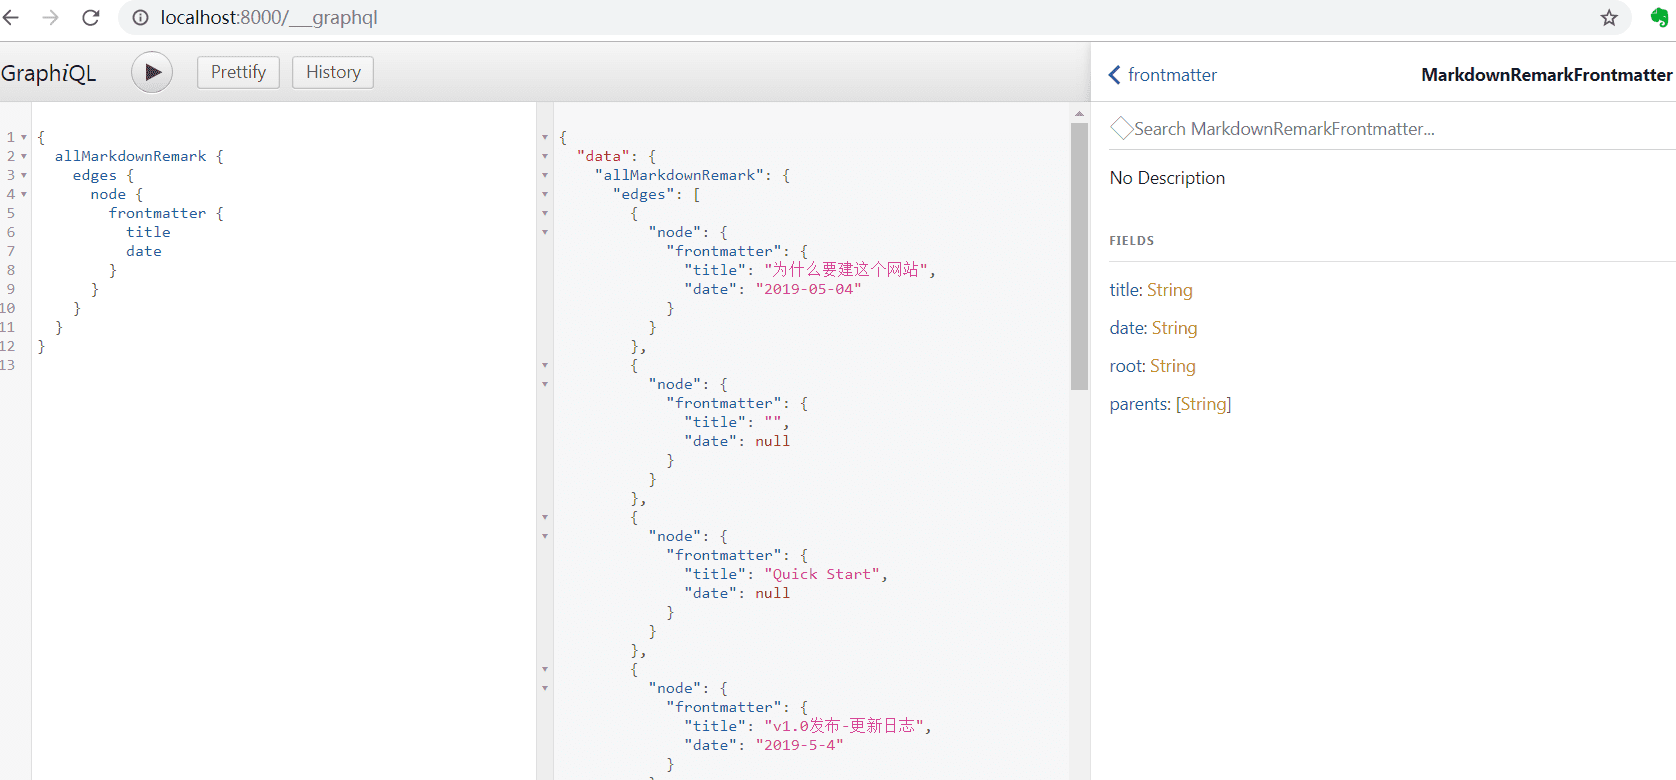 localhost:8000/___graphql
GraphiQL
Prettify
History
frontmatter
MarkdownRemarkFrontmatter
1 {
2 allMarkdownRemark {
3 edges {
4 node {
5 frontmatter {
6 title
7 date
8 }
9 }
10 }
11 }
12 }
13
{
"data": {
"allMarkdownRemark": {
"edges": [
{
"node": {
"frontmatter": {
"title": "为什么要建这个网站",
"date": "2019-05-04"
}
}
},
{
"node": {
"frontmatter": {
"title": "",
"date": null
}
}
},
{
"node": {
"frontmatter": {
"title": "Quick Start",
"date": null
}
}
},
{
"node": {
"frontmatter": {
"title": "v1.0发布-更新日志",
"date": "2019-5-4"
}
Search MarkdownRemarkFrontmatter...
No Description
FIELDS
title: String
date: String
root: String
parents: [String]